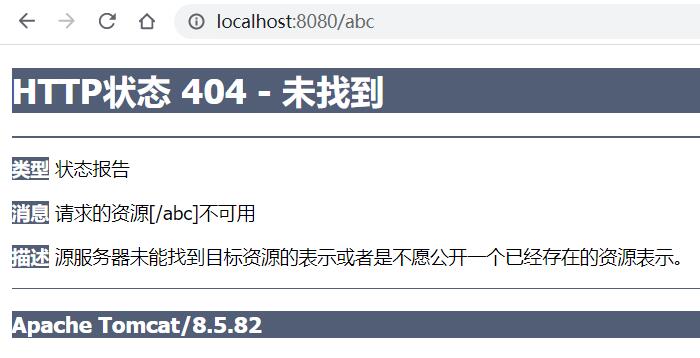 localhost:8080/abc
HTTP状态 404 - 未找到
类型 状态报告
消息 请求的资源[/abc]不可用
描述 源服务器未能找到目标资源的表示或者是不愿公开一个已经存在的资源表示。
Apache Tomcat/8.5.82